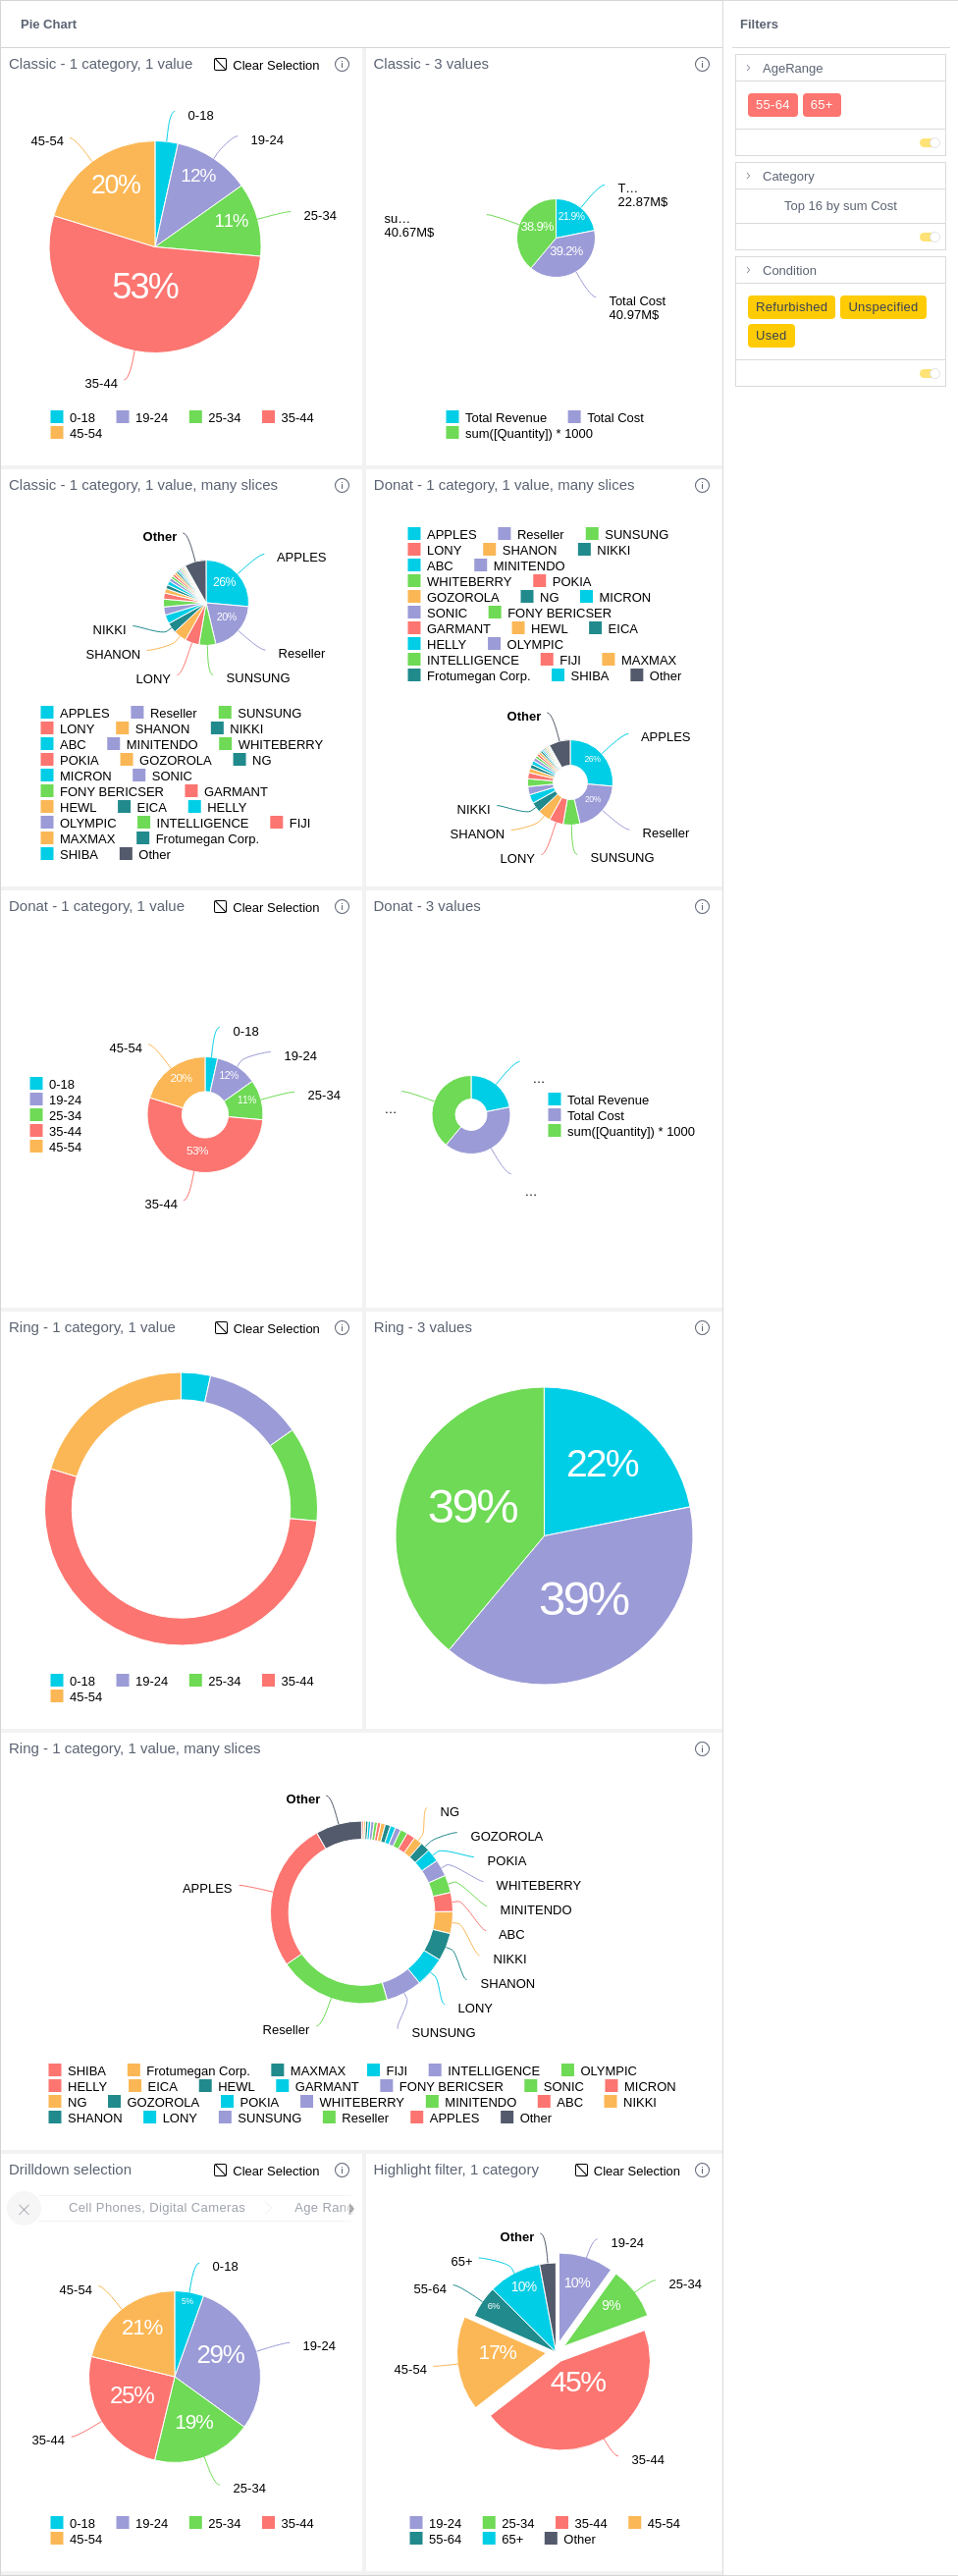 Pie Chart
Filters
Classic - 1 category, 1 value
Clear Selection
0-18
19-24
25-34
35-44
45-54
12%
11%
53%
20%
0-18 19-24 25-34 35-44
45-54
Classic - 3 values
T…
22.87M$
su…
40.67M$
Total Cost
40.97M$
21.9%
39.2%
38.9%
Total Revenue Total Cost
sum([Quantity]) * 1000
AgeRange
55-64 65+
Category
Top 16 by sum Cost
Condition
Refurbished Unspecified
Used
Classic - 1 category, 1 value, many slices
Other
APPLES
26%
20%
NIKKI
SHANON
LONY
SUNSUNG
Reseller
APPLES Reseller SUNSUNG
LONY SHANON NIKKI
ABC MINITENDO WHITEBERRY
POKIA GOZOROLA NG
MICRON SONIC
FONY BERICSER GARMANT
HEWL EICA HELLY
OLYMPIC INTELLIGENCE FIJI
MAXMAX Frotumegan Corp.
SHIBA Other
Donat - 1 category, 1 value, many slices
APPLES Reseller SUNSUNG
LONY SHANON NIKKI
ABC MINITENDO
WHITEBERRY POKIA
GOZOROLA NG MICRON
SONIC FONY BERICSER
GARMANT HEWL EICA
HELLY OLYMPIC
INTELLIGENCE FIJI MAXMAX
Frotumegan Corp. SHIBA Other
Other
APPLES
26%
20%
NIKKI
SHANON
LONY
SUNSUNG
Reseller
Donat - 1 category, 1 value
Clear Selection
0-18
19-24
25-34
35-44
45-54
0-18
19-24
25-34
35-44
45-54
12%
11%
53%
20%
Donat - 3 values
…
…
…
Total Revenue
Total Cost
sum([Quantity]) * 1000
Ring - 1 category, 1 value
Clear Selection
0-18 19-24 25-34 35-44
45-54
Ring - 3 values
22%
39%
39%
Ring - 1 category, 1 value, many slices
Other
NG
GOZOROLA
POKIA
WHITEBERRY
MINITENDO
ABC
NIKKI
SHANON
LONY
SUNSUNG
Reseller
APPLES
SHIBA Frotumegan Corp. MAXMAX FIJI INTELLIGENCE OLYMPIC
HELLY EICA HEWL GARMANT FONY BERICSER SONIC MICRON
NG GOZOROLA POKIA WHITEBERRY MINITENDO ABC NIKKI
SHANON LONY SUNSUNG Reseller APPLES Other
Drilldown selection
Clear Selection
Cell Phones, Digital Cameras
Age Rang
0-18
19-24
25-34
35-44
45-54
5%
29%
19%
25%
21%
0-18 19-24 25-34 35-44
45-54
Highlight filter, 1 category
Clear Selection
Other
19-24
25-34
35-44
45-54
55-64
65+
10%
9%
45%
17%
6%
10%
19-24 25-34 35-44 45-54
55-64 65+ Other